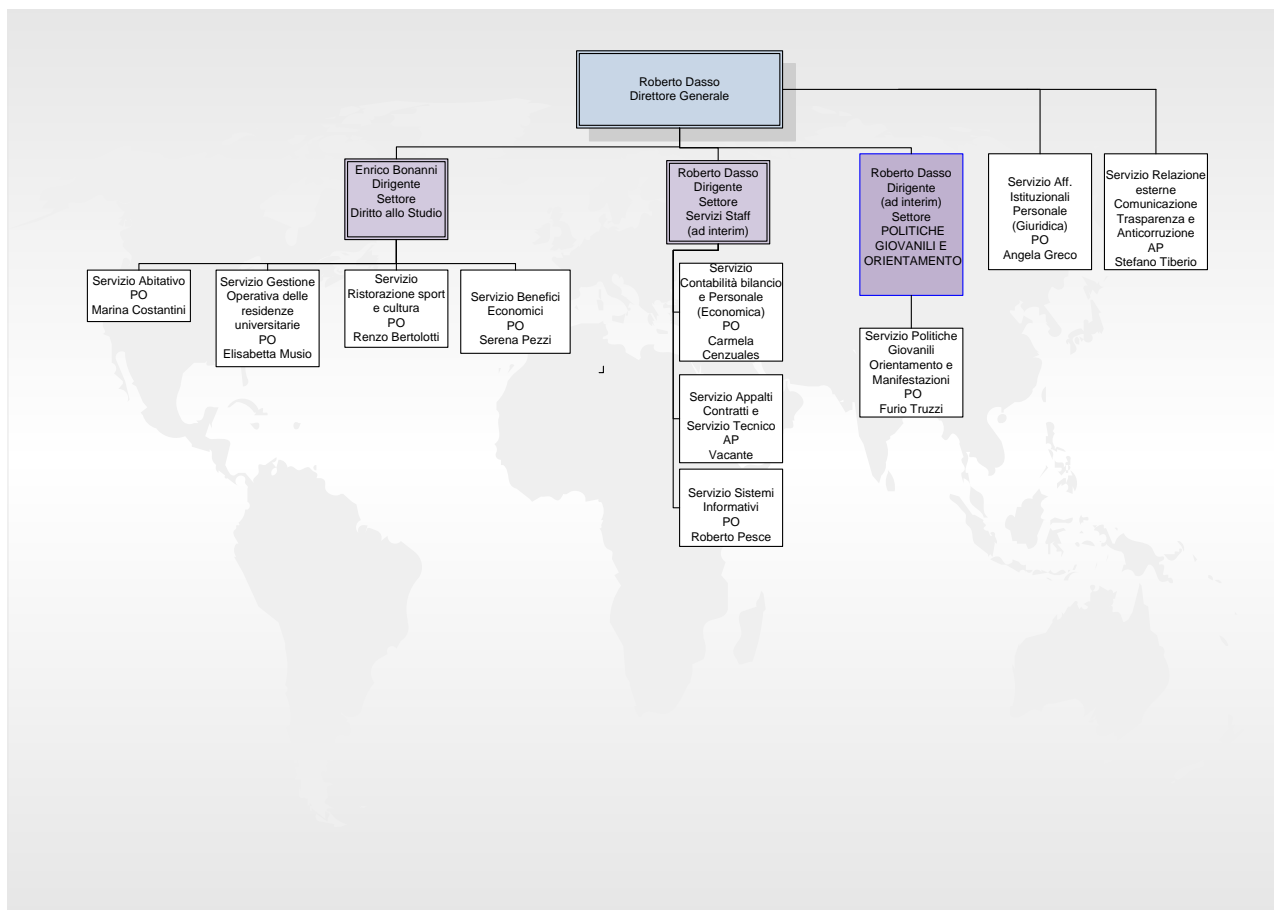 Roberto Dasso
Direttore Generale
Enrico Bonanni
Dirigente
Settore
Diritto allo Studio
Roberto Dasso
Dirigente
Settore
Servizi Staff
(ad interim)
Roberto Dasso
Dirigente
(ad interim)
Settore
POLITICHE
GIOVANILI E
ORIENTAMENTO
Servizio Aff.
Istituzionali
Personale
(Giuridica)
PO
Angela Greco
Servizio Relazione
esterne
Comunicazione
Trasparenza e
Anticorruzione
AP
Stefano Tiberio
Servizio Abitativo
PO
Marina Costantini
Servizio Gestione
Operativa delle
residenze
universitarie
PO
Elisabetta Musio
Servizio
Ristorazione sport
e cultura
PO
Renzo Bertolotti
Servizio Benefici
Economici
PO
Serena Pezzi
Servizio
Contabilità bilancio
e Personale
(Economica)
PO
Carmela
Cenzuales
Servizio Appalti
Contratti e
Servizio Tecnico
AP
Vacante
Servizio Sistemi
Informativi
PO
Roberto Pesce
Servizio Politiche
Giovanili
Orientamento e
Manifestazioni
PO
Furio Truzzi